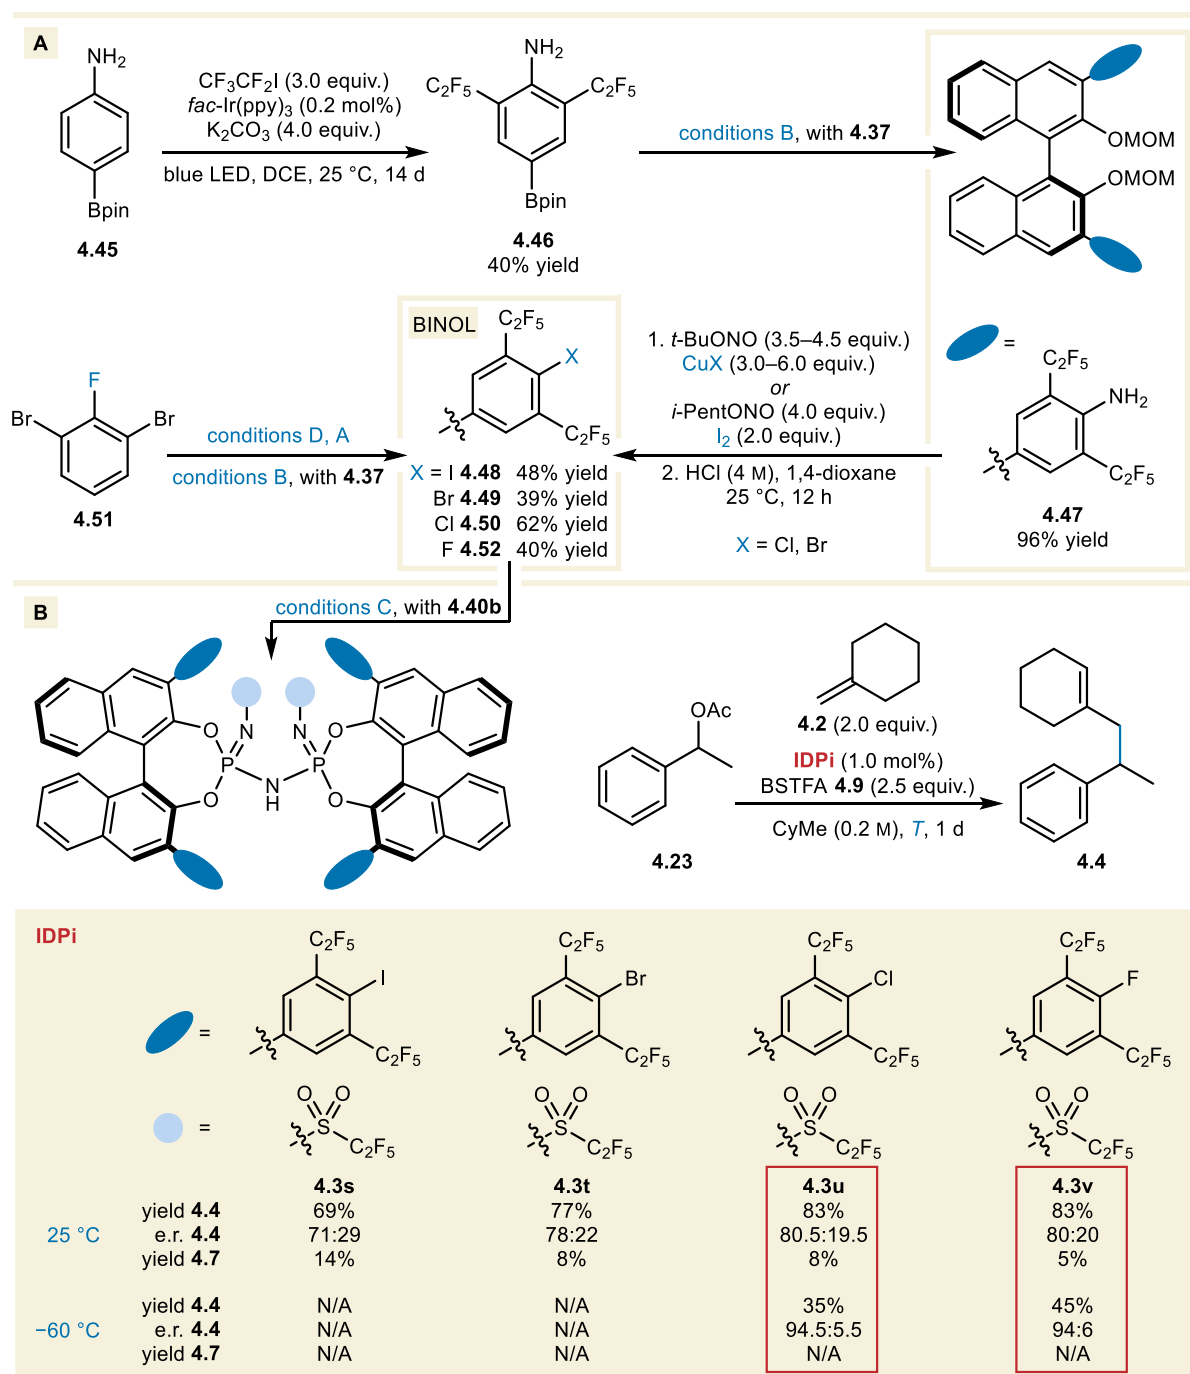 A
NH2
CF3CF2I (3.0 equiv.)
fac-Ir(ppy)3 (0.2 mol%)
K2CO3 (4.0 equiv.)
blue LED, DCE, 25 °C, 14 d
Bpin
4.45
NH2
C2F5
C2F5
Bpin
4.46
40% yield
conditions B, with 4.37
OMOM
OMOM
=
C2F5
NH2
C2F5
4.47
96% yield
F
Br
Br
4.51
conditions D, A
conditions B, with 4.37
BINOL
C2F5
X
C2F5
X = I 4.48 48% yield
Br 4.49 39% yield
Cl 4.50 62% yield
F 4.52 40% yield
1. t-BuONO (3.5–4.5 equiv.)
CuX (3.0–6.0 equiv.)
or
i-PentONO (4.0 equiv.)
I2 (2.0 equiv.)
2. HCl (4 M), 1,4-dioxane
25 °C, 12 h
X = Cl, Br
B
conditions C, with 4.40b
O
N
N
O
P
P
O
N
H
O
OAc
4.23
4.2 (2.0 equiv.)
IDPi (1.0 mol%)
BSTFA 4.9 (2.5 equiv.)
CyMe (0.2 M), T, 1 d
4.4
IDPi
=
C2F5
I
C2F5
C2F5
Br
C2F5
C2F5
Cl
C2F5
C2F5
F
C2F5
=
O O
S
C2F5
O O
S
C2F5
O O
S
C2F5
O O
S
C2F5
4.3s 4.3t 4.3u 4.3v
yield 4.4 69% 77% 83% 83%
25 °C e.r. 4.4 71:29 78:22 80.5:19.5 80:20
yield 4.7 14% 8% 8% 5%
yield 4.4 N/A N/A 35% 45%
−60 °C e.r. 4.4 N/A N/A 94.5:5.5 94:6
yield 4.7 N/A N/A N/A N/A